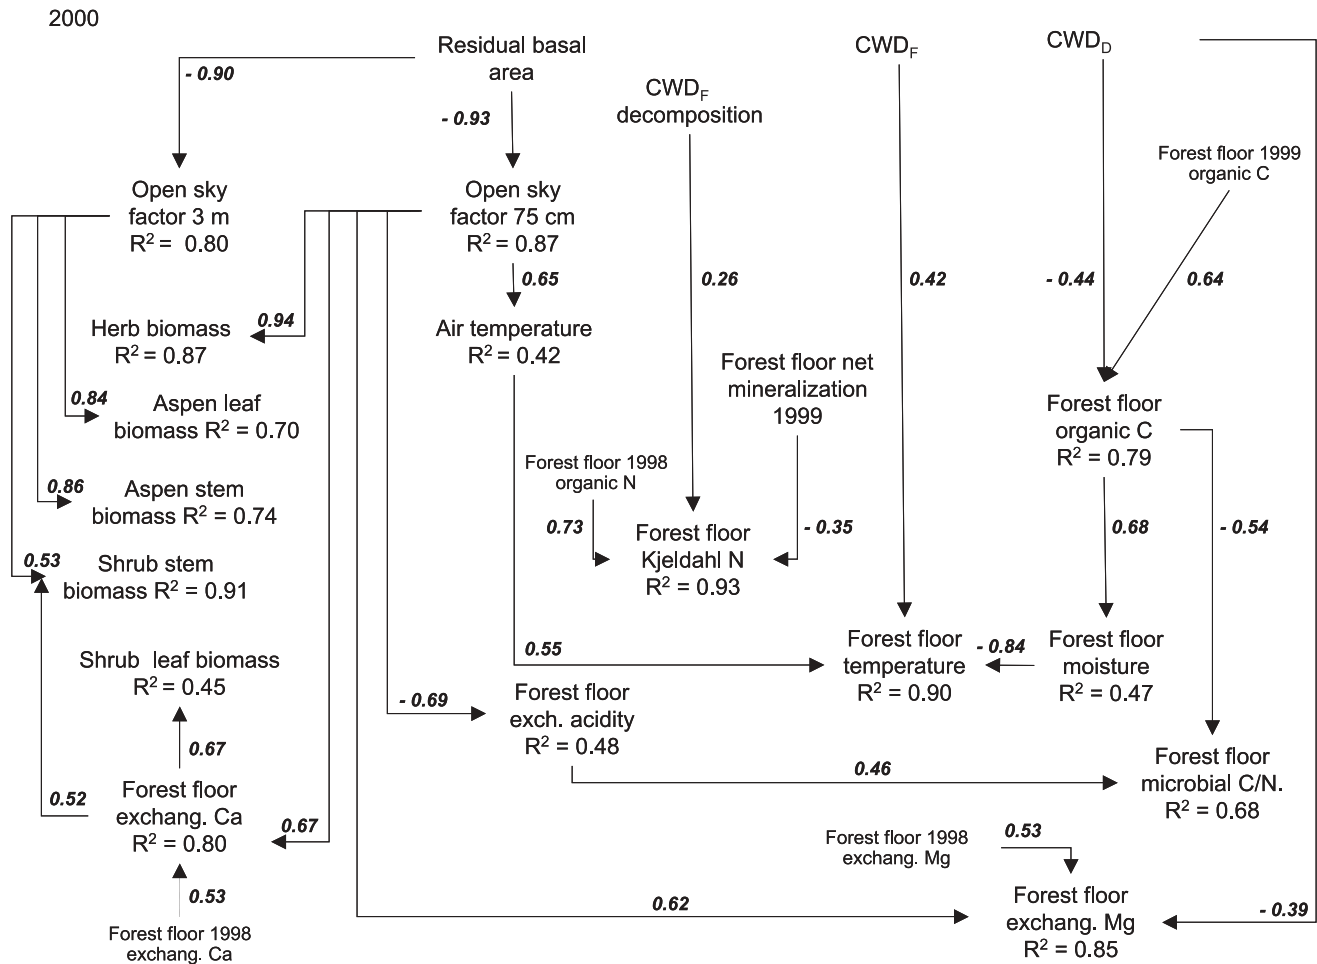 2000
Residual basal
area
CWD_F
CWD_D
- 0.90
- 0.93
CWD_F
decomposition
Forest floor 1999
organic C
Open sky
factor 3 m
R² = 0.80
Open sky
factor 75 cm
R² = 0.87
0.65
0.26
0.42
- 0.44
0.64
Herb biomass
R² = 0.87
0.94
Air temperature
R² = 0.42
Forest floor net
mineralization
1999
0.84
Aspen leaf
biomass R² = 0.70
Forest floor
organic C
R² = 0.79
0.86
Aspen stem
biomass R² = 0.74
Forest floor 1998
organic N
0.73
Forest floor
Kjeldahl N
R² = 0.93
- 0.35
0.68
- 0.54
0.53
Shrub stem
biomass R² = 0.91
Shrub leaf biomass
R² = 0.45
0.55
Forest floor
temperature
R² = 0.90
- 0.84
Forest floor
moisture
R² = 0.47
- 0.69
Forest floor
exch. acidity
R² = 0.48
0.67
0.46
Forest floor
microbial C/N.
R² = 0.68
0.52
Forest floor
exchang. Ca
R² = 0.80
0.67
Forest floor 1998
exchang. Mg
0.53
0.53
Forest floor 1998
exchang. Ca
0.62
Forest floor
exchang. Mg
R² = 0.85
- 0.39